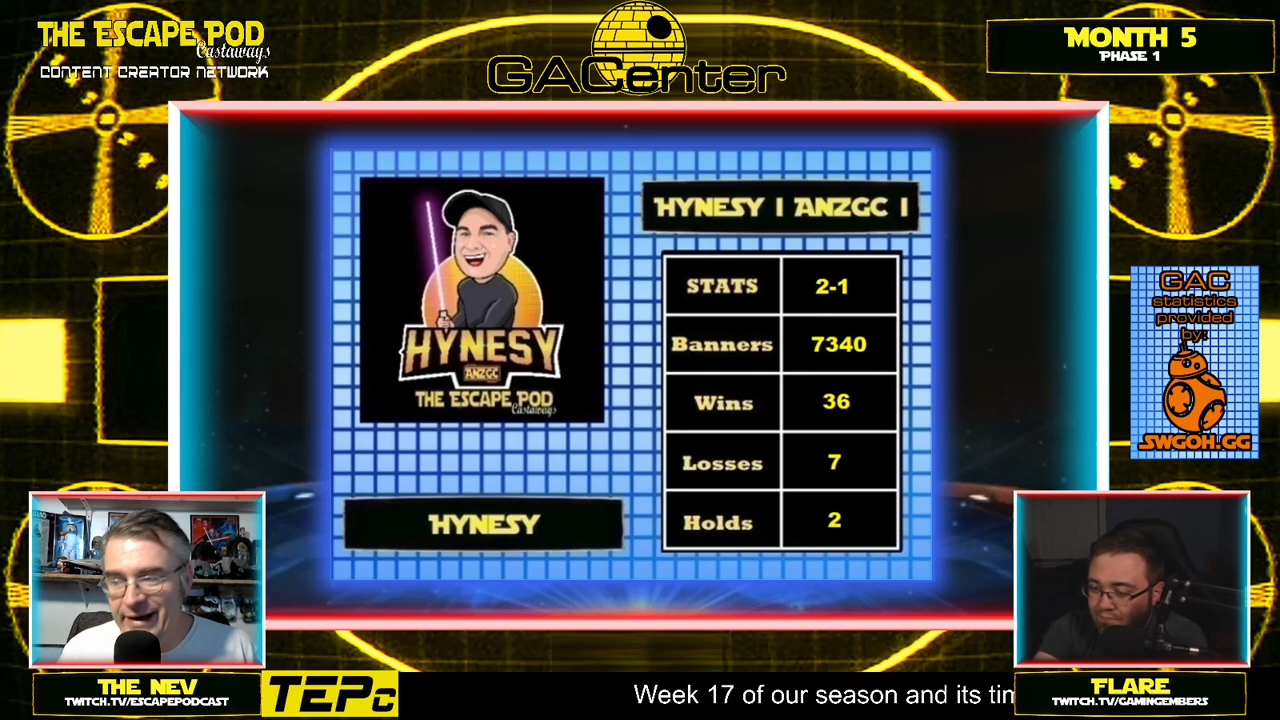 THE ESCAPE POD
Castaways
CONTENT CREATOR NETWORK
GACenter
MONTH 5
PHASE 1
HYNESY | ANZGC |
STATS 2-1
Banners 7340
Wins 36
Losses 7
Holds 2
HYNESY
ANZGC
THE ESCAPE POD
Castaways
HYNESY
GAC
statistics
provided
by:
SWGOH.GG
THE NEV
TWITCH.TV/ESCAPEPODCAST
TEPc
Week 17 of our season and its tim
FLARE
TWITCH.TV/GAMINGEMBERS